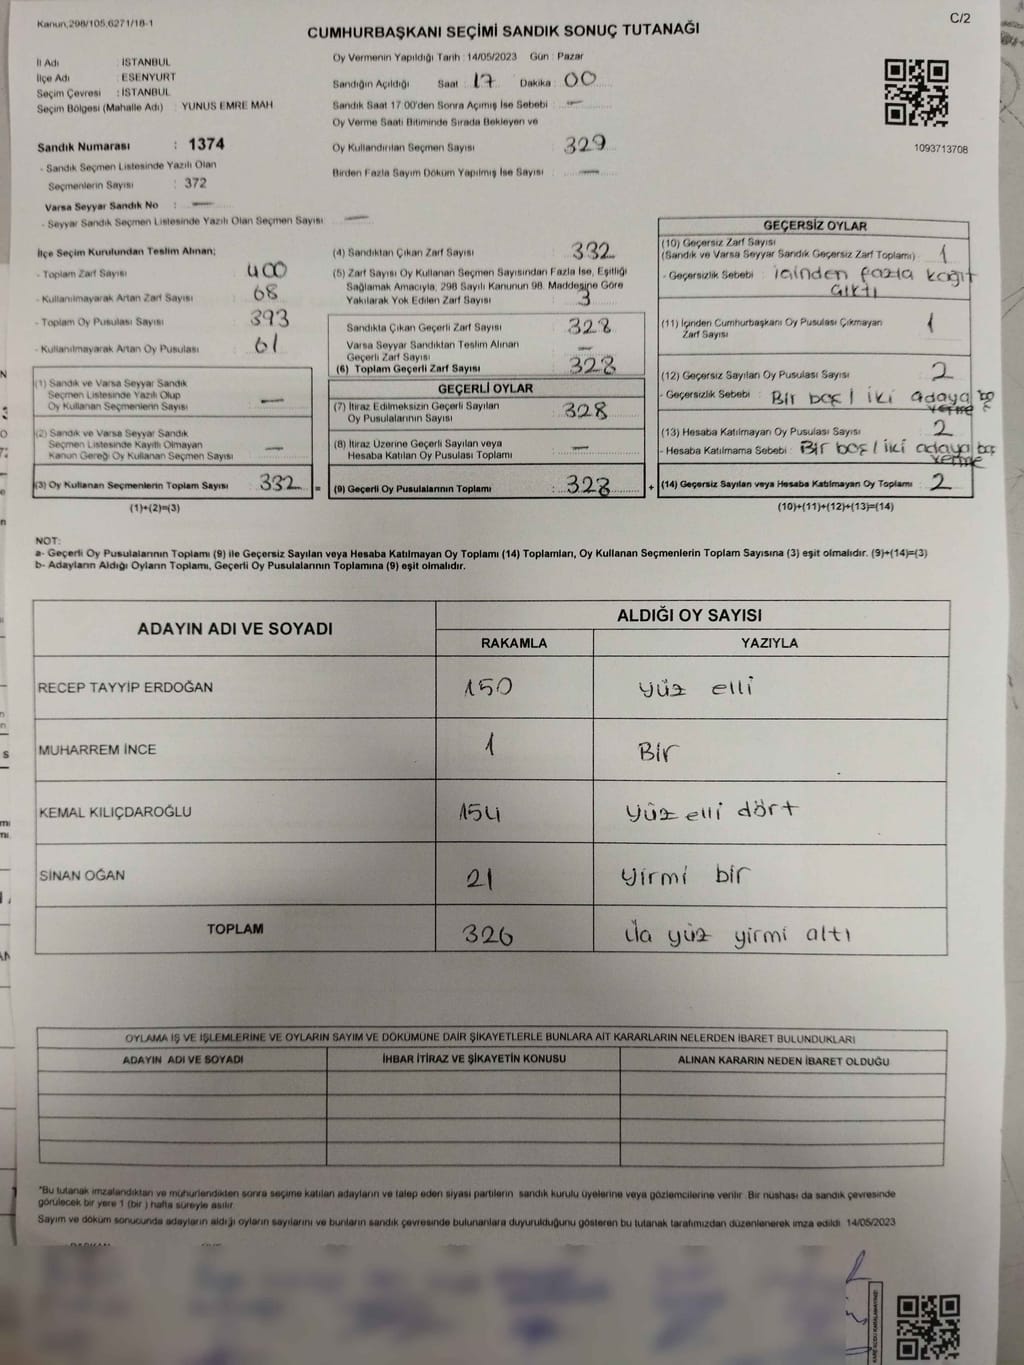 Kanun,298/105,6271/18-1
C/2
CUMHURBAŞKANI SEÇİMİ SANDIK SONUÇ TUTANAĞI
İl Adı : İSTANBUL
İlçe Adı : ESENYURT
Seçim Çevresi : İSTANBUL
Seçim Bölgesi (Mahalle Adı) : YUNUS EMRE MAH
Oy Vermenin Yapıldığı Tarih : 14/05/2023 Gün : Pazar
Sandığın Açıldığı Saat : 17 Dakika : 00
Sandık Saat 17:00'den Sonra Açımış İse Sebebi : —
Oy Verme Saati Bitiminde Sırada Bekleyen ve
Oy Kullandırılan Seçmen Sayısı : 329
Birden Fazla Sayım Döküm Yapılmış İse Sayısı : —
1093713708
Sandık Numarası : 1374
- Sandık Seçmen Listesinde Yazılı Olan
Seçmenlerin Sayısı : 372
Varsa Seyyar Sandık No : —
- Seyyar Sandık Seçmen Listesinde Yazılı Olan Seçmen Sayısı : —
İlçe Seçim Kurulundan Teslim Alınan;
- Toplam Zarf Sayısı : 400
- Kullanılmayarak Artan Zarf Sayısı : 68
- Toplam Oy Pusulası Sayısı : 393
- Kullanılmayarak Artan Oy Pusulası : 61
(1) Sandık ve Varsa Seyyar Sandık
Seçmen Listesinde Yazılı Olup
Oy Kullanan Seçmenlerin Sayısı : —
(2) Sandık ve Varsa Seyyar Sandık
Seçmen Listesinde Kayıtlı Olmayan
Kanun Gereği Oy Kullanan Seçmen Sayısı : —
(3) Oy Kullanan Seçmenlerin Toplam Sayısı : 332 =
(1)+(2)=(3)
(4) Sandıktan Çıkan Zarf Sayısı : 332
(5) Zarf Sayısı Oy Kullanan Seçmen Sayısından Fazla İse, Eşitliği
Sağlamak Amacıyla, 298 Sayılı Kanunun 98. Maddesine Göre
Yakılarak Yok Edilen Zarf Sayısı : 3
Sandıkta Çıkan Geçerli Zarf Sayısı : 328
Varsa Seyyar Sandıktan Teslim Alınan
Geçerli Zarf Sayısı : —
(6) Toplam Geçerli Zarf Sayısı : 328
GEÇERLİ OYLAR
(7) İtiraz Edilmeksizin Geçerli Sayılan
Oy Pusulalarının Sayısı : 328
(8) İtiraz Üzerine Geçerli Sayılan veya
Hesaba Katılan Oy Pusulası Toplamı : —
(9) Geçerli Oy Pusulalarının Toplamı : 328 +
GEÇERSİZ OYLAR
(10) Geçersiz Zarf Sayısı
(Sandık ve Varsa Seyyar Sandık Geçersiz Zarf Toplamı) : 1
- Geçersizlik Sebebi : içinden fazla kağıt
çıktı
(11) İçinden Cumhurbaşkanı Oy Pusulası Çıkmayan
Zarf Sayısı : 1
(12) Geçersiz Sayılan Oy Pusulası Sayısı : 2
- Geçersizlik Sebebi : Bir boş / iki adaya
verme
(13) Hesaba Katılmayan Oy Pusulası Sayısı : 2
- Hesaba Katılmama Sebebi : Bir boş / iki adaya
verme
(14) Geçersiz Sayılan veya Hesaba Katılmayan Oy Toplamı : 2
(10)+(11)+(12)+(13)=(14)
NOT:
a- Geçerli Oy Pusulalarının Toplamı (9) ile Geçersiz Sayılan veya Hesaba Katılmayan Oy Toplamı (14) Toplamları, Oy Kullanan Seçmenlerin Toplam Sayısına (3) eşit olmalıdır. (9)+(14)=(3)
b- Adayların Aldığı Oyların Toplamı, Geçerli Oy Pusulalarının Toplamına (9) eşit olmalıdır.
ADAYIN ADI VE SOYADI
ALDIĞI OY SAYISI
RAKAMLA YAZIYLA
RECEP TAYYİP ERDOĞAN 150 yüz elli
MUHARREM İNCE 1 Bir
KEMAL KILIÇDAROĞLU 154 yüz elli dört
SİNAN OĞAN 21 yirmi bir
TOPLAM 326 yüz yirmi altı
OYLAMA İŞ VE İŞLEMLERİNE VE OYLARIN SAYIM VE DÖKÜMÜNE DAİR ŞİKAYETLERLE BUNLARA AİT KARARLARIN NELERDEN İBARET BULUNDUKLARI
ADAYIN ADI VE SOYADI İHBAR İTİRAZ VE ŞİKAYETİN KONUSU ALINAN KARARIN NEDEN İBARET OLDUĞU
*Bu tutanak imzalandıktan ve mühürlendikten sonra seçime katılan adayların ve talep eden siyasi partilerin sandık kurulu üyelerine veya gözlemcilerine verilir. Bir nüshası da sandık çevresinde
görülecek bir yere 1 (bir) hafta süreyle asılır.
Sayım ve döküm sonucunda adayların aldığı oyların sayılarını ve bunların sandık çevresinde bulunanlara duyurulduğunu gösteren bu tutanak tarafımızdan düzenlenerek imza edildi. 14/05/2023